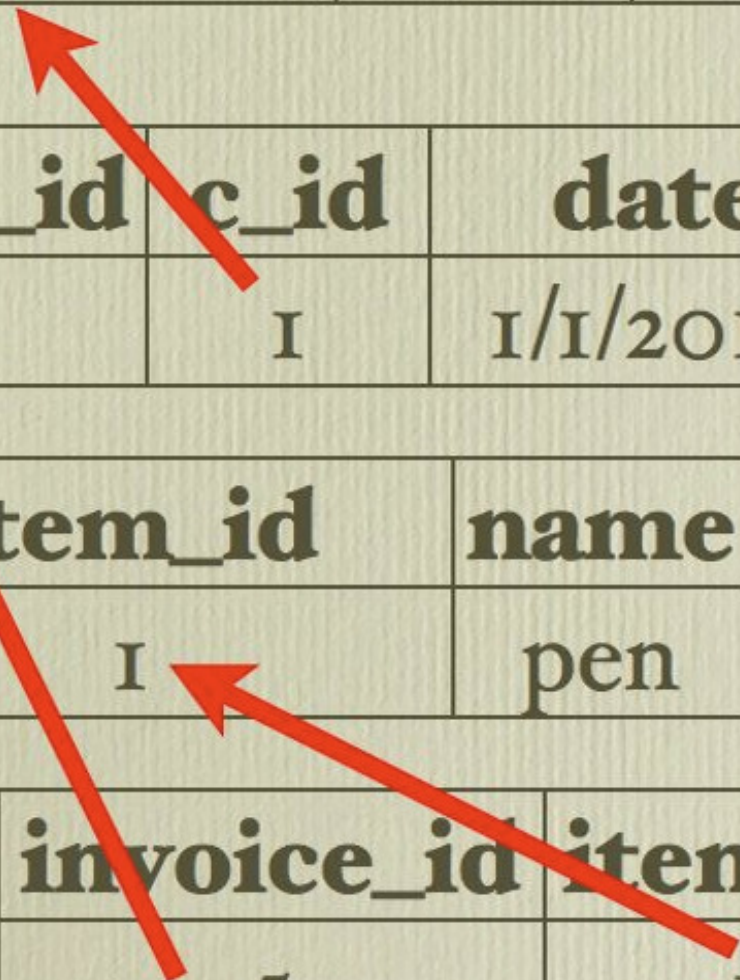 _id c_id date
1 1/1/201
tem_id name
1 pen
invoice_id item